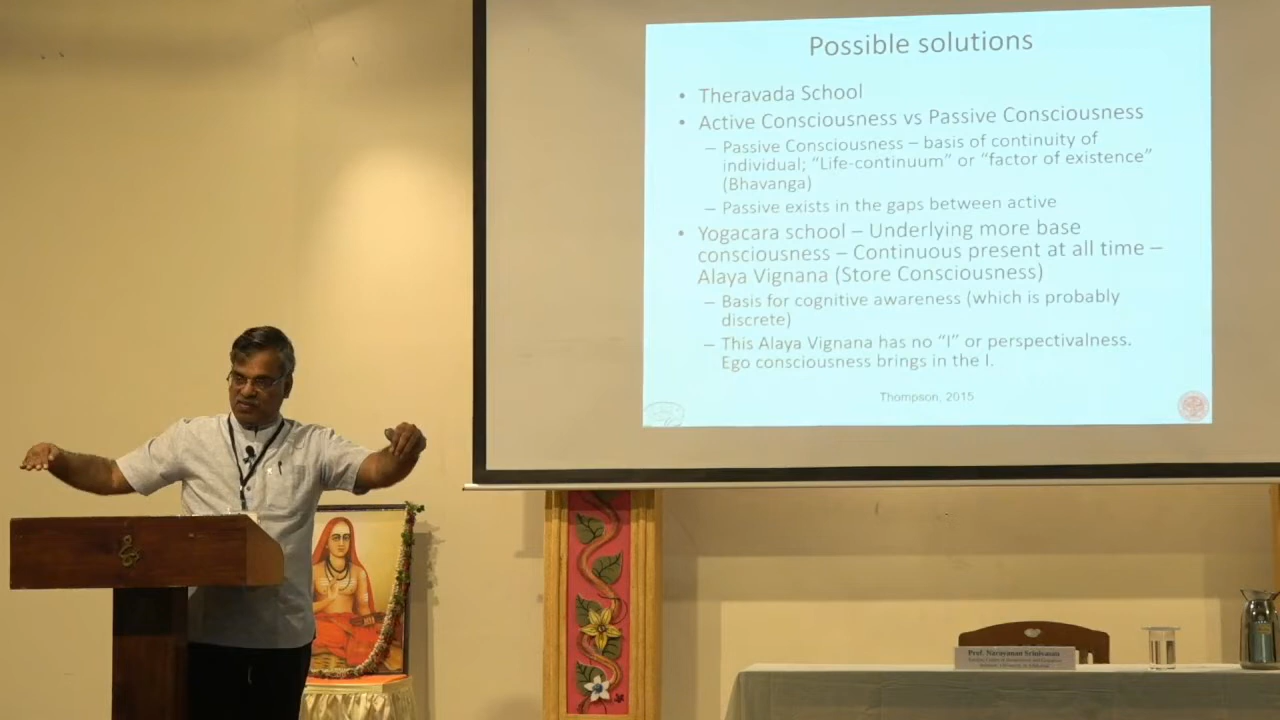 Possible solutions
• Theravada School
• Active Consciousness vs Passive Consciousness
– Passive Consciousness – basis of continuity of
individual; “Life-continuum” or “factor of existence”
(Bhavanga)
– Passive exists in the gaps between active
• Yogacara school – Underlying more base
consciousness – Continuous present at all time –
Alaya Vignana (Store Consciousness)
– Basis for cognitive awareness (which is probably
discrete)
– This Alaya Vignana has no “I” or perspectivalness.
Ego consciousness brings in the I.
Thompson, 2015
Prof. Narayanan Srinivasan